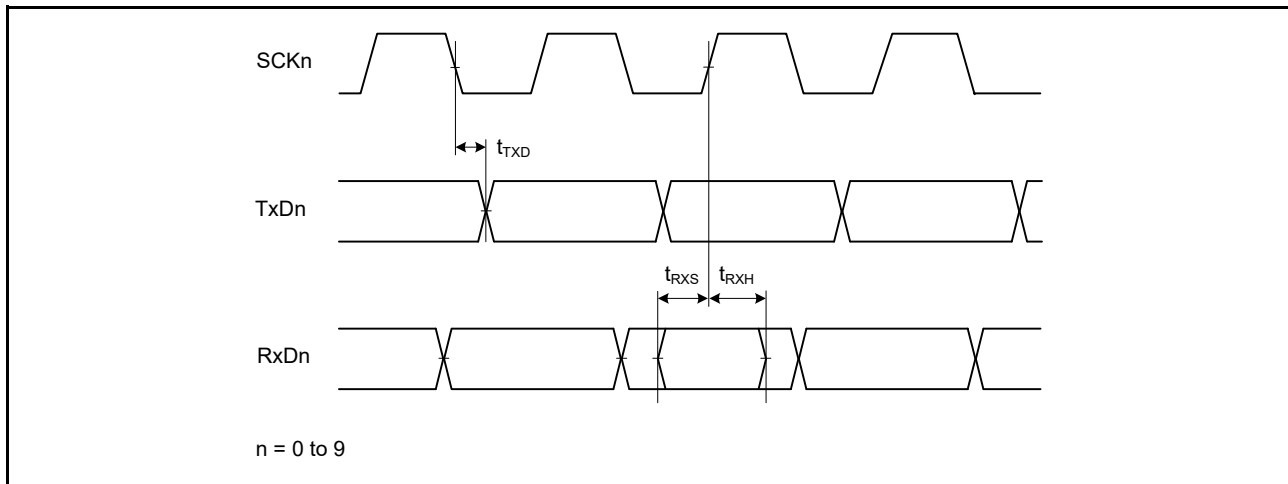 SCKn
tTXD
TxDn
tRXS tRXH
RxDn
n = 0 to 9